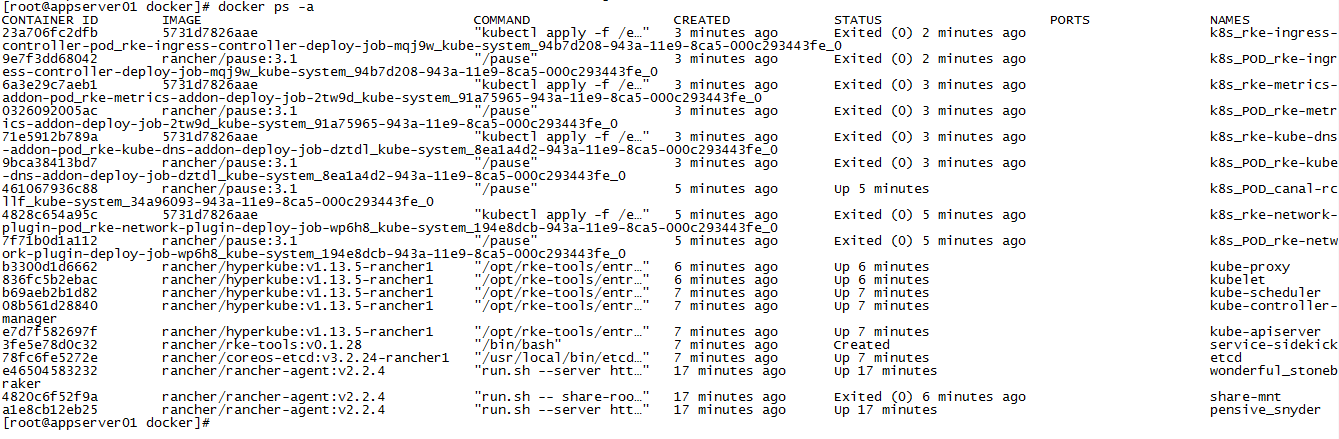 [root@appserver01 docker]# docker ps -a
CONTAINER ID        IMAGE                                  COMMAND                  CREATED             STATUS                     PORTS               NAMES
23a706fc2dfb        5731d7826aae                           "kubectl apply -f /e…"   3 minutes ago       Exited (0) 2 minutes ago                       k8s_rke-ingress-
controller-pod_rke-ingress-controller-deploy-job-mqj9w_kube-system_94b7d208-943a-11e9-8ca5-000c293443fe_0
9e7f3dd68042        rancher/pause:3.1                      "/pause"                 3 minutes ago       Exited (0) 2 minutes ago                       k8s_POD_rke-ingr
ess-controller-deploy-job-mqj9w_kube-system_94b7d208-943a-11e9-8ca5-000c293443fe_0
6a3e29c7aeb1        5731d7826aae                           "kubectl apply -f /e…"   3 minutes ago       Exited (0) 3 minutes ago                       k8s_rke-metrics-
addon-pod_rke-metrics-addon-deploy-job-2tw9d_kube-system_91a75965-943a-11e9-8ca5-000c293443fe_0
0326092005ac        rancher/pause:3.1                      "/pause"                 3 minutes ago       Exited (0) 3 minutes ago                       k8s_POD_rke-metr
ics-addon-deploy-job-2tw9d_kube-system_91a75965-943a-11e9-8ca5-000c293443fe_0
71e5912b789a        5731d7826aae                           "kubectl apply -f /e…"   3 minutes ago       Exited (0) 3 minutes ago                       k8s_rke-kube-dns
-addon-pod_rke-kube-dns-addon-deploy-job-dztdl_kube-system_8ea1a4d2-943a-11e9-8ca5-000c293443fe_0
9bca38413bd7        rancher/pause:3.1                      "/pause"                 3 minutes ago       Exited (0) 3 minutes ago                       k8s_POD_rke-kube
-dns-addon-deploy-job-dztdl_kube-system_8ea1a4d2-943a-11e9-8ca5-000c293443fe_0
461067936c88        rancher/pause:3.1                      "/pause"                 5 minutes ago       Up 5 minutes                                   k8s_POD_canal-rc
llf_kube-system_34a96093-943a-11e9-8ca5-000c293443fe_0
4828c654a95c        5731d7826aae                           "kubectl apply -f /e…"   5 minutes ago       Exited (0) 5 minutes ago                       k8s_rke-network-
plugin-pod_rke-network-plugin-deploy-job-wp6h8_kube-system_194e8dcb-943a-11e9-8ca5-000c293443fe_0
7f71b0d1a112        rancher/pause:3.1                      "/pause"                 5 minutes ago       Exited (0) 5 minutes ago                       k8s_POD_rke-netw
ork-plugin-deploy-job-wp6h8_kube-system_194e8dcb-943a-11e9-8ca5-000c293443fe_0
b3300d1d6662        rancher/hyperkube:v1.13.5-rancher1     "/opt/rke-tools/entr…"   6 minutes ago       Up 6 minutes                                   kube-proxy
836fc5b2ebac        rancher/hyperkube:v1.13.5-rancher1     "/opt/rke-tools/entr…"   6 minutes ago       Up 6 minutes                                   kubelet
b69aeb2b1d82        rancher/hyperkube:v1.13.5-rancher1     "/opt/rke-tools/entr…"   7 minutes ago       Up 7 minutes                                   kube-scheduler
08b561d28840        rancher/hyperkube:v1.13.5-rancher1     "/opt/rke-tools/entr…"   7 minutes ago       Up 7 minutes                                   kube-controller-
manager
e7d7f582697f        rancher/hyperkube:v1.13.5-rancher1     "/opt/rke-tools/entr…"   7 minutes ago       Up 7 minutes                                   kube-apiserver
3fe5e78d0c32        rancher/rke-tools:v0.1.28              "/bin/bash"              7 minutes ago       Created                                        service-sidekick
78fc6fe5272e        rancher/coreos-etcd:v3.2.24-rancher1   "/usr/local/bin/etcd…"   7 minutes ago       Up 7 minutes                                   etcd
e46504583232        rancher/rancher-agent:v2.2.4           "run.sh --server htt…"   17 minutes ago      Up 17 minutes                                  wonderful_stoneb
raker
4820c6f52f9a        rancher/rancher-agent:v2.2.4           "run.sh -- share-roo…"   17 minutes ago      Exited (0) 6 minutes ago                       share-mnt
a1e8cb12eb25        rancher/rancher-agent:v2.2.4           "run.sh --server htt…"   17 minutes ago      Up 17 minutes                                  pensive_snyder
[root@appserver01 docker]#